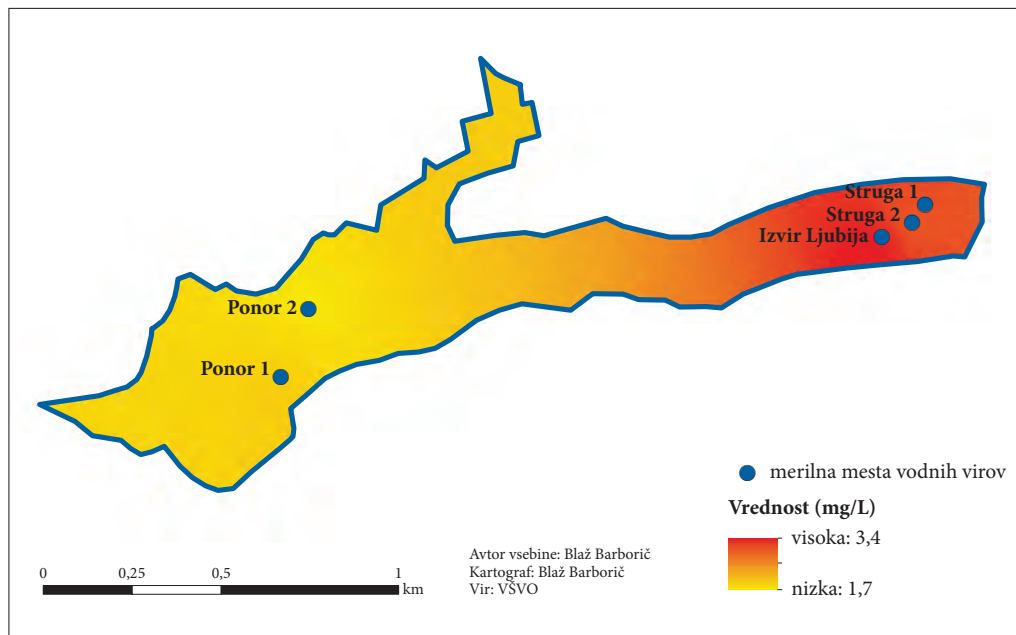 Struga 1
Struga 2
Izvir Ljubija
Ponor 2
Ponor 1
merilna mesta vodnih virov
Vrednost (mg/L)
visoka: 3,4
nizka: 1,7
Avtor vsebine: Blaž Barborič
Kartograf: Blaž Barborič
Vir: VŠVO
0 0,25 0,5 1
km